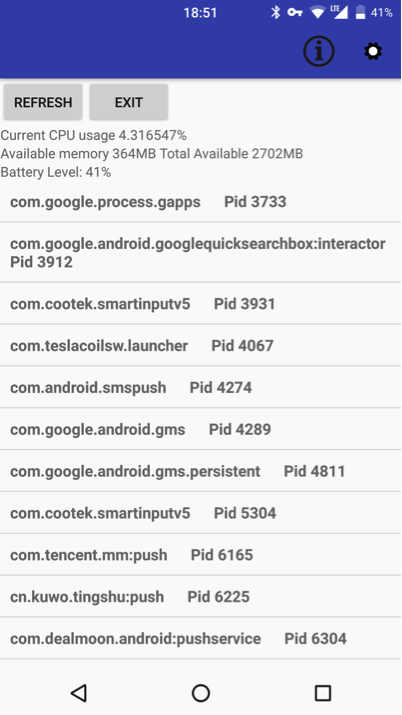 18:51 LTE 41%
REFRESH EXIT
Current CPU usage 4.316547%
Available memory 364MB Total Available 2702MB
Battery Level: 41%
com.google.process.gapps Pid 3733
com.google.android.googlequicksearchbox:interactor
Pid 3912
com.cootek.smartinputv5 Pid 3931
com.teslacoilsw.launcher Pid 4067
com.android.smspush Pid 4274
com.google.android.gms Pid 4289
com.google.android.gms.persistent Pid 4811
com.cootek.smartinputv5 Pid 5304
com.tencent.mm:push Pid 6165
cn.kuwo.tingshu:push Pid 6225
com.dealmoon.android:pushservice Pid 6304